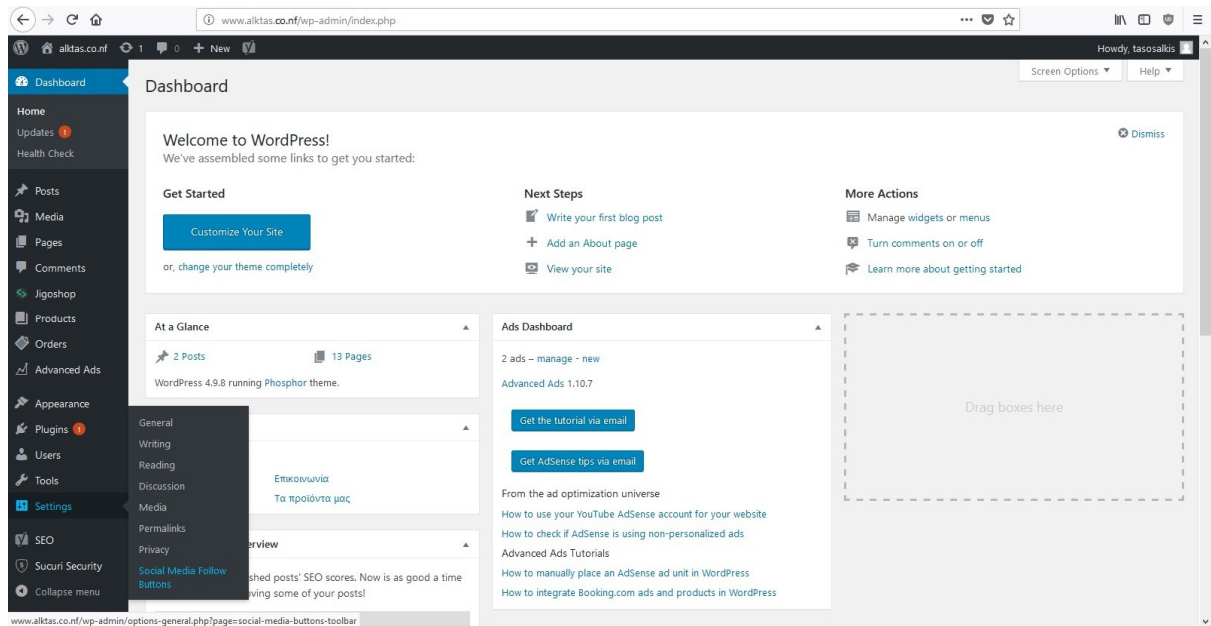 www.alktas.co.nf/wp-admin/index.php
alktas.co.nf 1 0 + New
Howdy, tasosalkis
Screen Options ▼ Help ▼
Dashboard
Home
Updates 1
Health Check
Posts
Media
Pages
Comments
Jigoshop
Products
Orders
Advanced Ads
Appearance
Plugins 1
Users
Tools
Settings
SEO
Sucuri Security
Collapse menu
General
Writing
Reading
Discussion
Media
Permalinks
Privacy
Social Media Follow
Buttons
Dashboard
Welcome to WordPress!
Dismiss
We've assembled some links to get you started:
Get Started
Customize Your Site
or, change your theme completely
Next Steps
Write your first blog post
Add an About page
View your site
More Actions
Manage widgets or menus
Turn comments on or off
Learn more about getting started
At a Glance
2 Posts 13 Pages
WordPress 4.9.8 running Phosphor theme.
Επικοινωνία
Τα προϊόντα μας
Ads Dashboard
2 ads – manage - new
Advanced Ads 1.10.7
Get the tutorial via email
Get AdSense tips via email
From the ad optimization universe
How to use your YouTube AdSense account for your website
How to check if AdSense is using non-personalized ads
Advanced Ads Tutorials
How to manually place an AdSense ad unit in WordPress
How to integrate Booking.com ads and products in WordPress
Drag boxes here
posts' SEO scores. Now is as good a time
some of your posts!
www.alktas.co.nf/wp-admin/options-general.php?page=social-media-buttons-toolbar